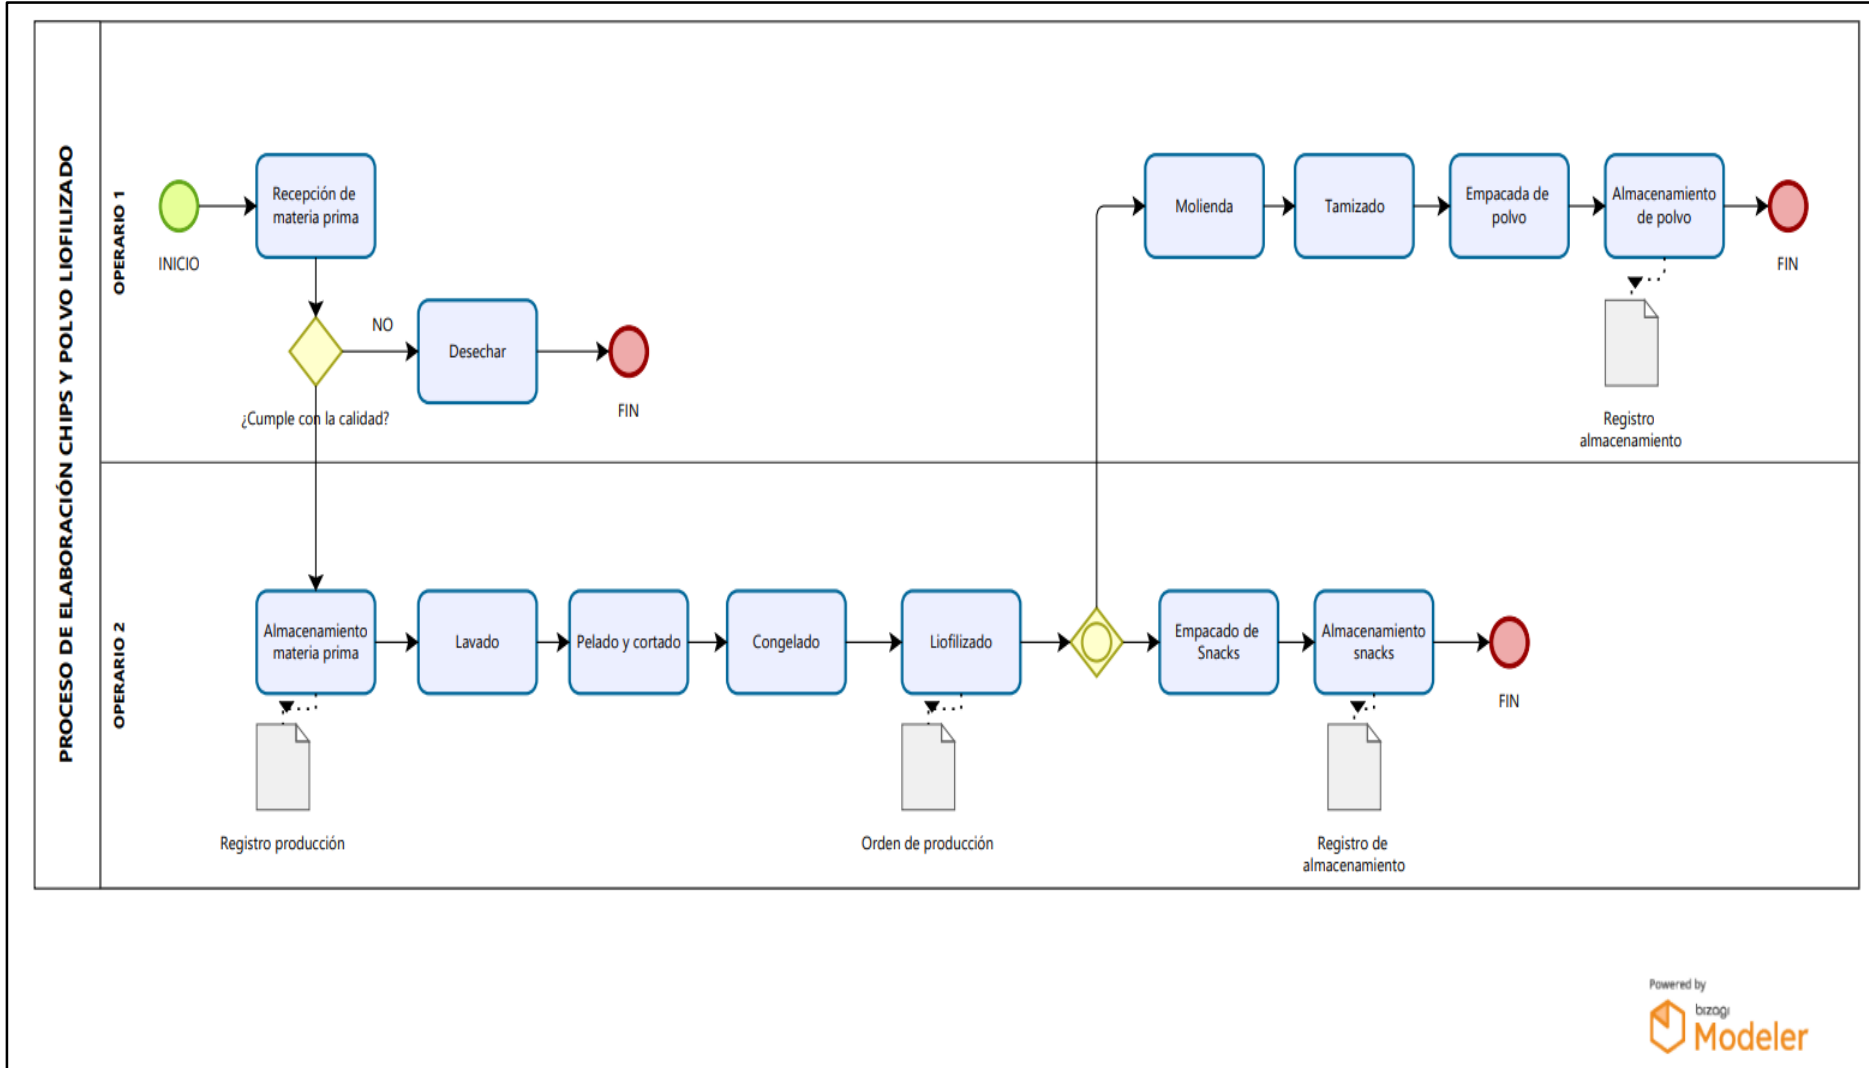 PROCESO DE ELABORACIÓN CHIPS Y POLVO LIOFILIZADO
OPERARIO 1
INICIO
Recepción de
materia prima
¿Cumple con la calidad?
NO
Desechar
FIN
Molienda
Tamizado
Empacada de
polvo
Almacenamiento
de polvo
FIN
Registro
almacenamiento
OPERARIO 2
Almacenamiento
materia prima
Lavado
Pelado y cortado
Congelado
Liofilizado
Empacado de
Snacks
Almacenamiento
snacks
FIN
Registro producción
Orden de producción
Registro de
almacenamiento
Powered by
bizagi
Modeler